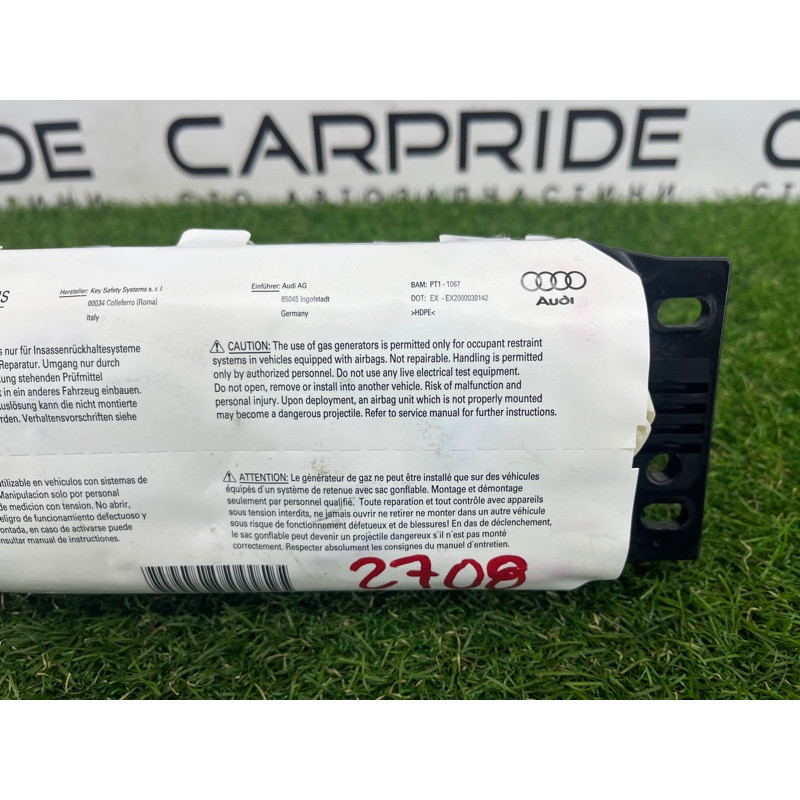 DE CARPRIDE
СТО АВТОЗАПЧАСТИНИ
Hersteller: Key Safety Systems s. r. l
00034 Colleferro (Roma)
Italy
Einführer: Audi AG
85045 Ingolstadt
Germany
BAM: PT1 - 1067
DOT: EX - EX2000030142
>HDPE<
Audi
s nur für Insassenrückhaltesysteme
Reparatur. Umgang nur durch
ung stehenden Prüfmittel
t in ein anderes Fahrzeug einbauen.
uslösung kann die nicht montierte
rden. Verhaltensvorschriften siehe
⚠ CAUTION: The use of gas generators is permitted only for occupant restraint
systems in vehicles equipped with airbags. Not repairable. Handling is permitted
only by authorized personnel. Do not use any live electrical test equipment.
Do not open, remove or install into another vehicle. Risk of malfunction and
personal injury. Upon deployment, an airbag unit which is not properly mounted
may become a dangerous projectile. Refer to service manual for further instructions.
utilizable en vehiculos con sistemas de
Manipulacion solo por personal
de medicion con tension. No abrir,
eligro de funcionamiento defectuoso y
ontada, en caso de activarse puede
nsultar manual de instrucciones.
⚠ ATTENTION: Le générateur de gaz ne peut être installé que sur des véhicules
équipés d'un système de retenue avec sac gonflable. Montage et démontage
seulement par personnel qualifié. Toute reparation et tout contrôle avec appareils
sous tension interdits, ne jamais ouvrir ne retirer ne monter dans un autre véhicule
sous risque de fonctionnement défetueux et de blessures! En das de déclenchement,
le sac gonflable peut devenir un projectile dangereux s'il n'est pas monté
correctement. Respecter absolument les consignes du manuel d'entretien.
2708